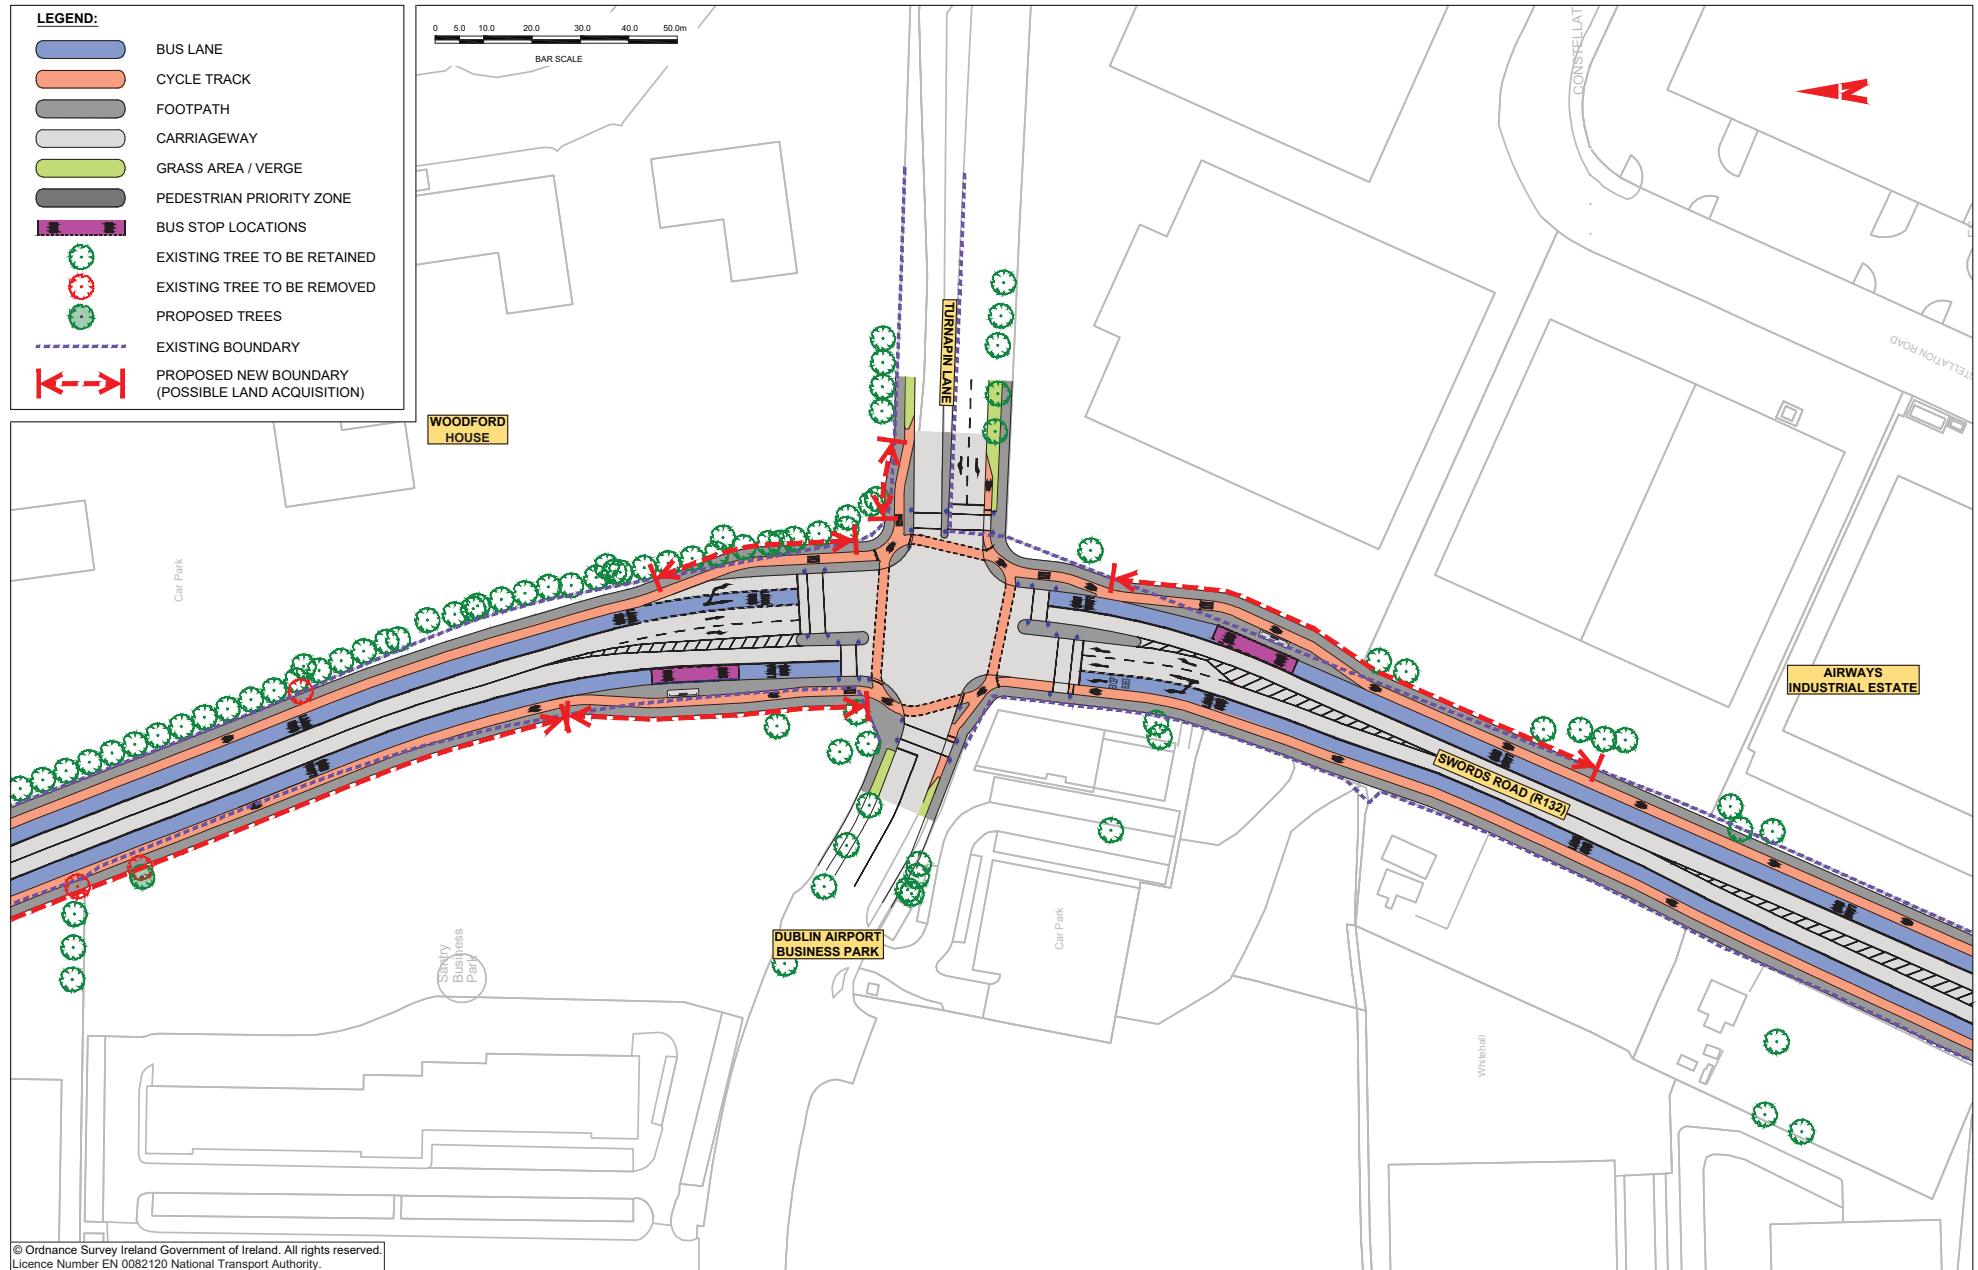 LEGEND:
BUS LANE
CYCLE TRACK
FOOTPATH
CARRIAGEWAY
GRASS AREA / VERGE
PEDESTRIAN PRIORITY ZONE
BUS STOP LOCATIONS
EXISTING TREE TO BE RETAINED
EXISTING TREE TO BE REMOVED
PROPOSED TREES
EXISTING BOUNDARY
PROPOSED NEW BOUNDARY
(POSSIBLE LAND ACQUISITION)
0 5.0 10.0 20.0 30.0 40.0 50.0m
BAR SCALE
CONSTELLAT
N
TURNAPIN LANE
STELLATION ROAD
WOODFORD
HOUSE
Car Park
AIRWAYS
INDUSTRIAL ESTATE
SWORDS ROAD (R132)
DUBLIN AIRPORT
BUSINESS PARK
Car Park
Santry
Business
Park
Whitehall
© Ordnance Survey Ireland Government of Ireland. All rights reserved.
Licence Number EN 0082120 National Transport Authority.